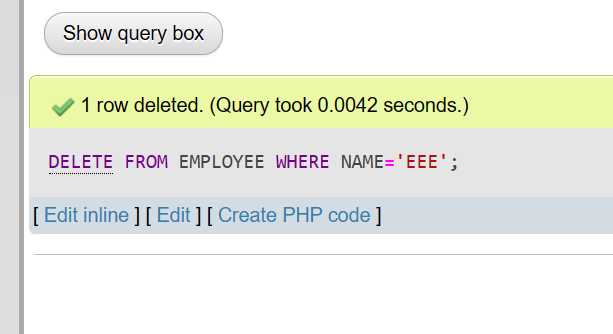 Show query box
1 row deleted. (Query took 0.0042 seconds.)
DELETE FROM EMPLOYEE WHERE NAME='EEE';
[ Edit inline ] [ Edit ] [ Create PHP code ]